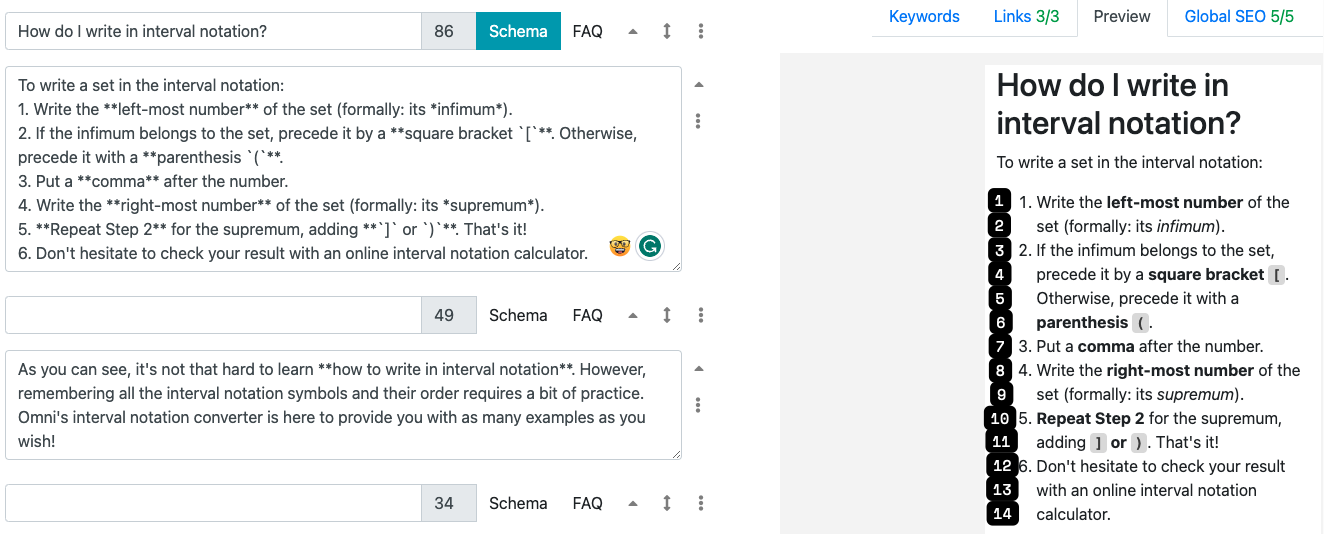 How do I write in interval notation?
86
Schema
FAQ
To write a set in the interval notation:
1. Write the **left-most number** of the set (formally: its *infimum*).
2. If the infimum belongs to the set, precede it by a **square bracket `[`**. Otherwise,
precede it with a **parenthesis `(`**.
3. Put a **comma** after the number.
4. Write the **right-most number** of the set (formally: its *supremum*).
5. **Repeat Step 2** for the supremum, adding **`]` or `)`**. That's it!
6. Don't hesitate to check your result with an online interval notation calculator.
49
Schema
FAQ
As you can see, it's not that hard to learn **how to write in interval notation**. However,
remembering all the interval notation symbols and their order requires a bit of practice.
Omni's interval notation converter is here to provide you with as many examples as you
wish!
34
Schema
FAQ
Keywords
Links 3/3
Preview
Global SEO 5/5
How do I write in
interval notation?
To write a set in the interval notation:
1 1. Write the left-most number of the
2 set (formally: its infimum).
3 2. If the infimum belongs to the set,
4 precede it by a square bracket [.
5 Otherwise, precede it with a
6 parenthesis (.
7 3. Put a comma after the number.
8 4. Write the right-most number of the
9 set (formally: its supremum).
10 5. Repeat Step 2 for the supremum,
11 adding ] or ). That's it!
12 6. Don't hesitate to check your result
13 with an online interval notation
14 calculator.